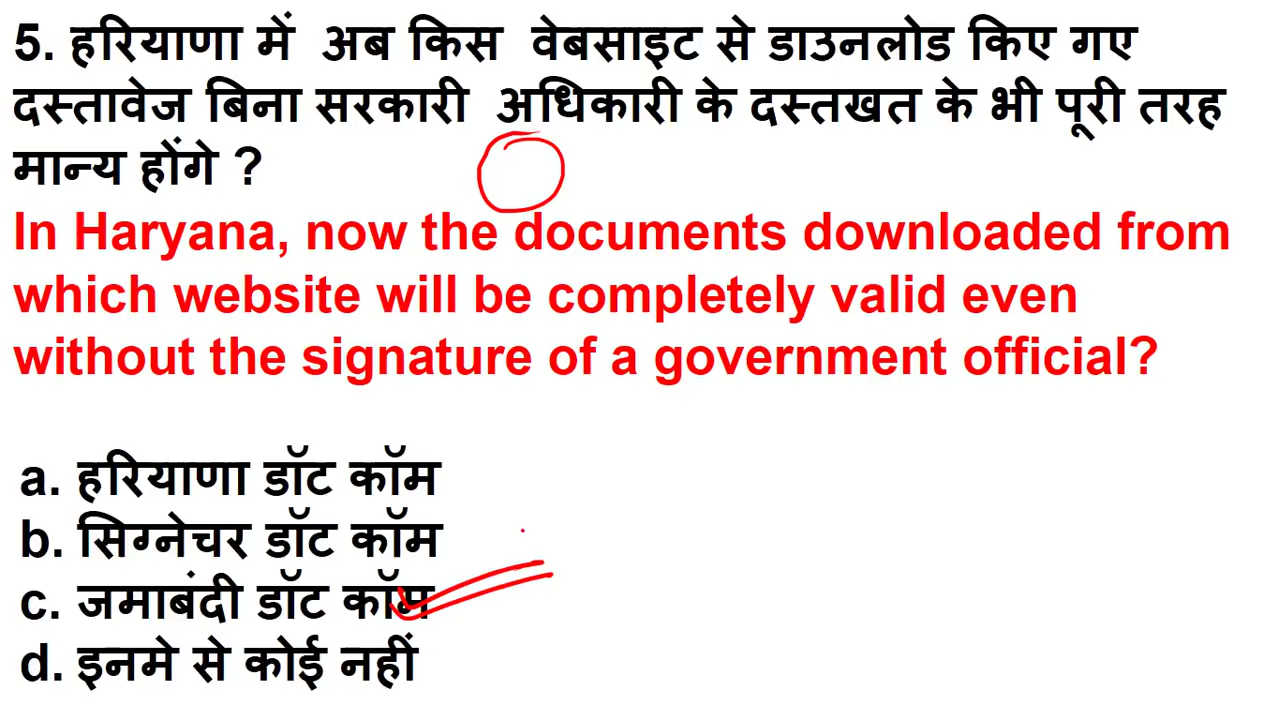 5. हरियाणा में अब किस वेबसाइट से डाउनलोड किए गए
दस्तावेज बिना सरकारी अधिकारी के दस्तखत के भी पूरी तरह
मान्य होंगे ?
In Haryana, now the documents downloaded from
which website will be completely valid even
without the signature of a government official?
a. हरियाणा डॉट कॉम
b. सिग्नेचर डॉट कॉम
c. जमाबंदी डॉट कॉम
d. इनमे से कोई नहीं